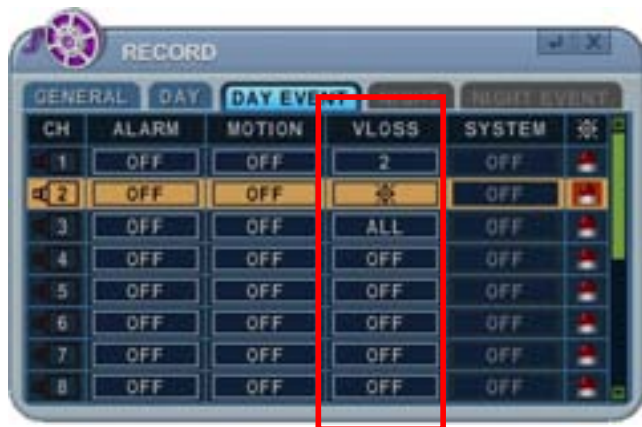 RECORD
GENERAL DAY DAY EVENT NIGHT EVENT
CH ALARM MOTION VLOSS SYSTEM
1 OFF OFF 2 OFF
2 OFF OFF OFF
3 OFF OFF ALL OFF
4 OFF OFF OFF OFF
5 OFF OFF OFF OFF
6 OFF OFF OFF OFF
7 OFF OFF OFF OFF
8 OFF OFF OFF OFF